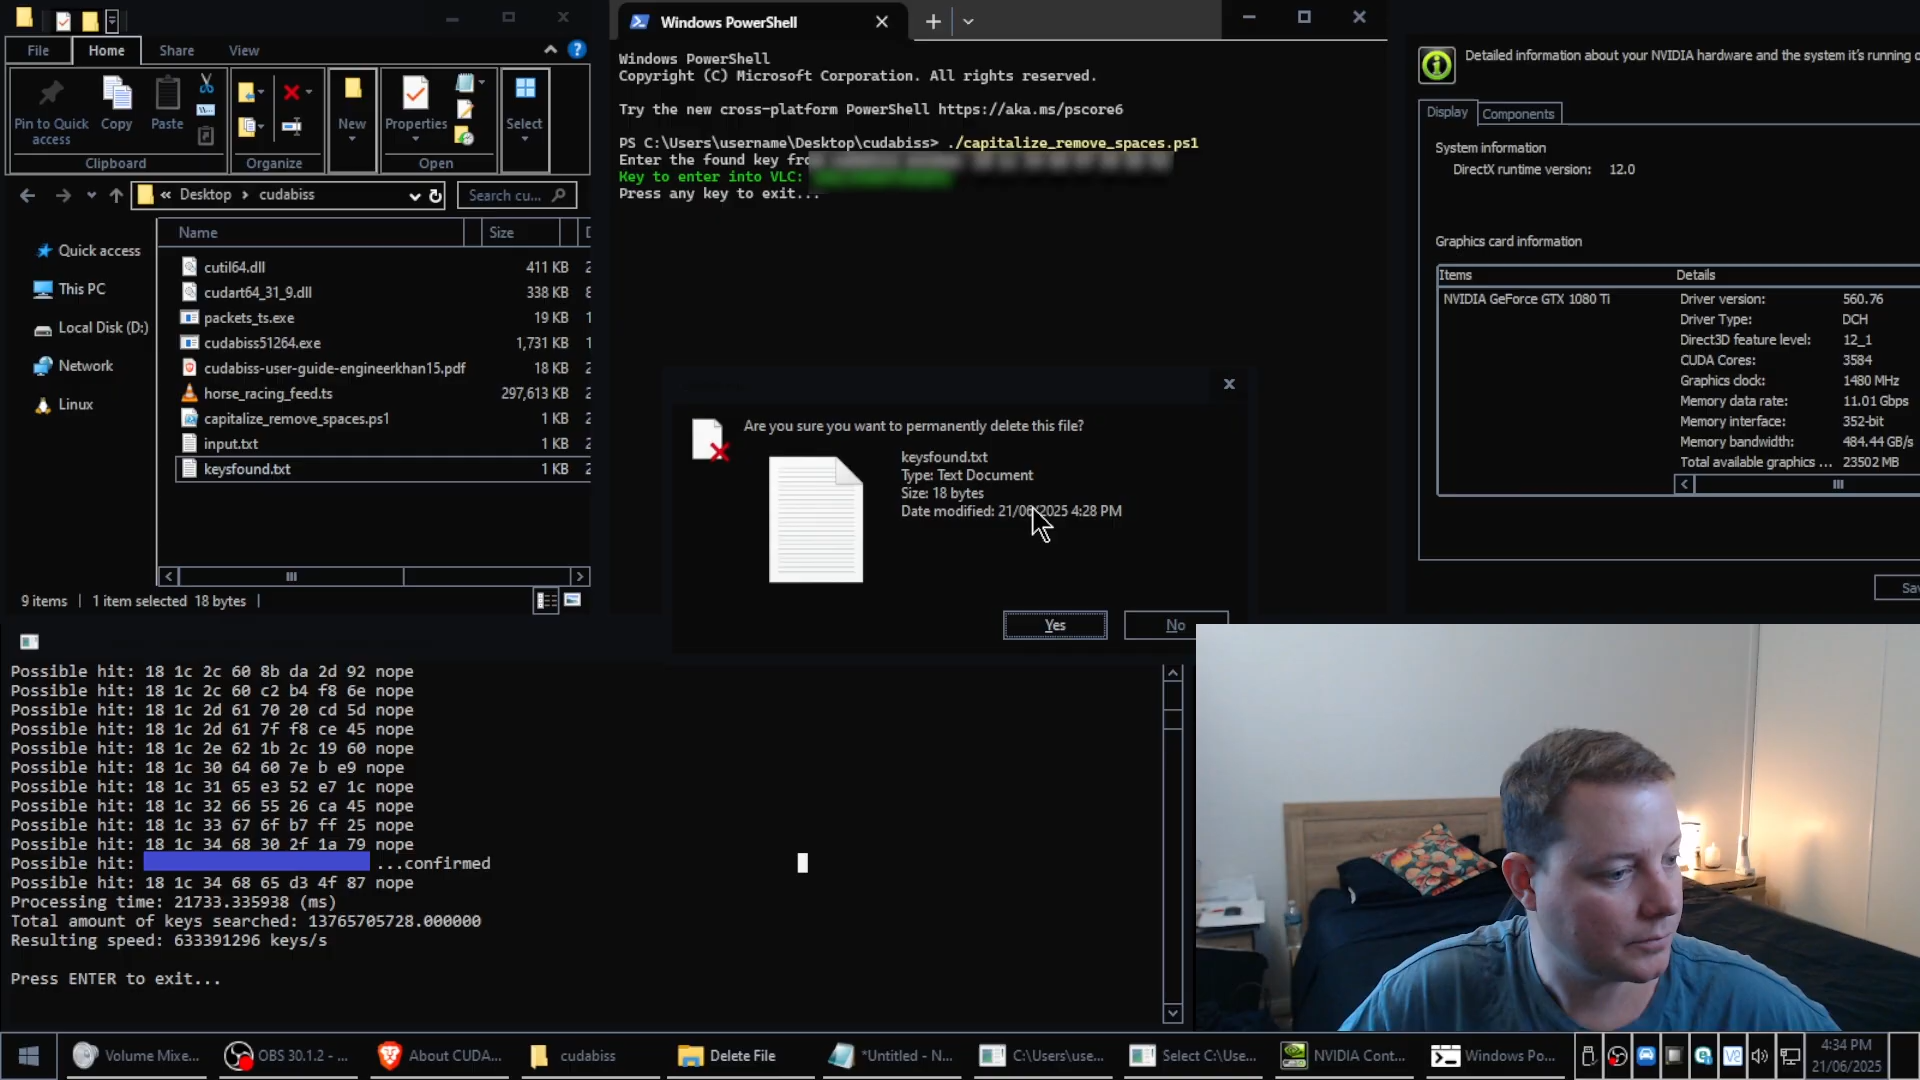 File
Home
Share
View
Pin to Quick access
Copy
Paste
New
Properties
Select
Clipboard
Organize
Open
« Desktop > cudabiss
Search cu...
Name
Size
Quick access
This PC
Local Disk (D:)
Network
Linux
cutil64.dll 411 KB
cudart64_31_9.dll 338 KB
packets_ts.exe 19 KB
cudabiss51264.exe 1,731 KB
cudabiss-user-guide-engineerkhan15.pdf 18 KB
horse_racing_feed.ts 297,613 KB
capitalize_remove_spaces.ps1 1 KB
input.txt 1 KB
keysfound.txt 1 KB
9 items
1 item selected 18 bytes
Windows PowerShell
Windows PowerShell
Copyright (C) Microsoft Corporation. All rights reserved.
Try the new cross-platform PowerShell https://aka.ms/pscore6
PS C:\Users\username\Desktop\cudabiss> ./capitalize_remove_spaces.ps1
Enter the found key
Key to enter into VLC:
Press any key to exit...
Detailed information about your NVIDIA hardware and the system it's running
Display
Components
System information
DirectX runtime version: 12.0
Graphics card information
Items
Details
NVIDIA GeForce GTX 1080 Ti
Driver version: 560.76
Driver Type: DCH
Direct3D feature level: 12_1
CUDA Cores: 3584
Graphics clock: 1480 MHz
Memory data rate: 11.01 Gbps
Memory interface: 352-bit
Memory bandwidth: 484.44 GB/s
Total available graphics ... 23502 MB
Are you sure you want to permanently delete this file?
keysfound.txt
Type: Text Document
Size: 18 bytes
Date modified: 21/06/2025 4:28 PM
Yes
No
Possible hit: 18 1c 2c 60 8b da 2d 92 nope
Possible hit: 18 1c 2c 60 c2 b4 f8 6e nope
Possible hit: 18 1c 2d 61 70 20 cd 5d nope
Possible hit: 18 1c 2d 61 7f f8 ce 45 nope
Possible hit: 18 1c 2e 62 1b 2c 19 60 nope
Possible hit: 18 1c 30 64 60 7e b e9 nope
Possible hit: 18 1c 31 65 e3 52 e7 1c nope
Possible hit: 18 1c 32 66 55 26 ca 45 nope
Possible hit: 18 1c 33 67 6f b7 ff 25 nope
Possible hit: 18 1c 34 68 30 2f 1a 79 nope
Possible hit: ...confirmed
Possible hit: 18 1c 34 68 65 d3 4f 87 nope
Processing time: 21733.335938 (ms)
Total amount of keys searched: 13765705728.000000
Resulting speed: 633391296 keys/s
Press ENTER to exit...
Volume Mixe...
OBS 30.1.2 - ...
About CUDA...
cudabiss
Delete File
*Untitled - N...
C:\Users\use...
Select C:\Use...
NVIDIA Cont...
Windows Po...
4:34 PM
21/06/2025